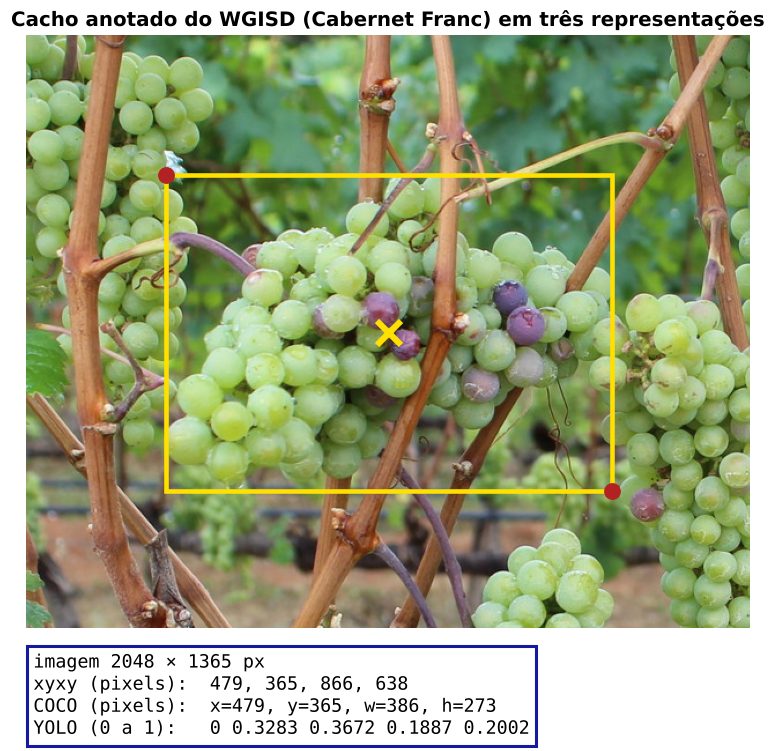 Cacho anotado do WGISD (Cabernet Franc) em três representações
imagem 2048 × 1365 px
xyxy (pixels): 479, 365, 866, 638
COCO (pixels): x=479, y=365, w=386, h=273
YOLO (0 a 1): 0 0.3283 0.3672 0.1887 0.2002